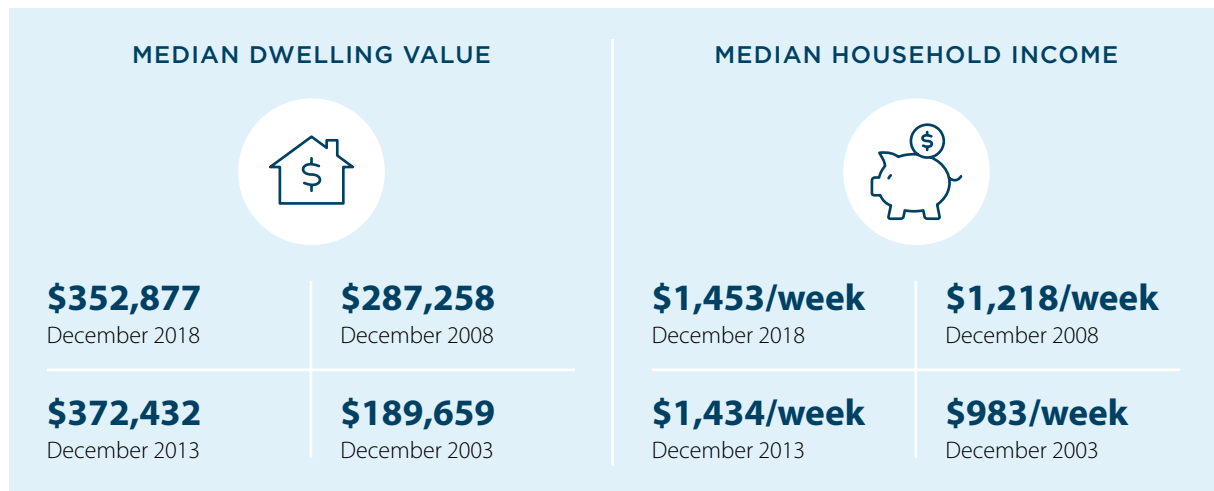 MEDIAN DWELLING VALUE
$
$352,877
December 2018
$287,258
December 2008
$372,432
December 2013
$189,659
December 2003
MEDIAN HOUSEHOLD INCOME
$
$1,453/week
December 2018
$1,218/week
December 2008
$1,434/week
December 2013
$983/week
December 2003